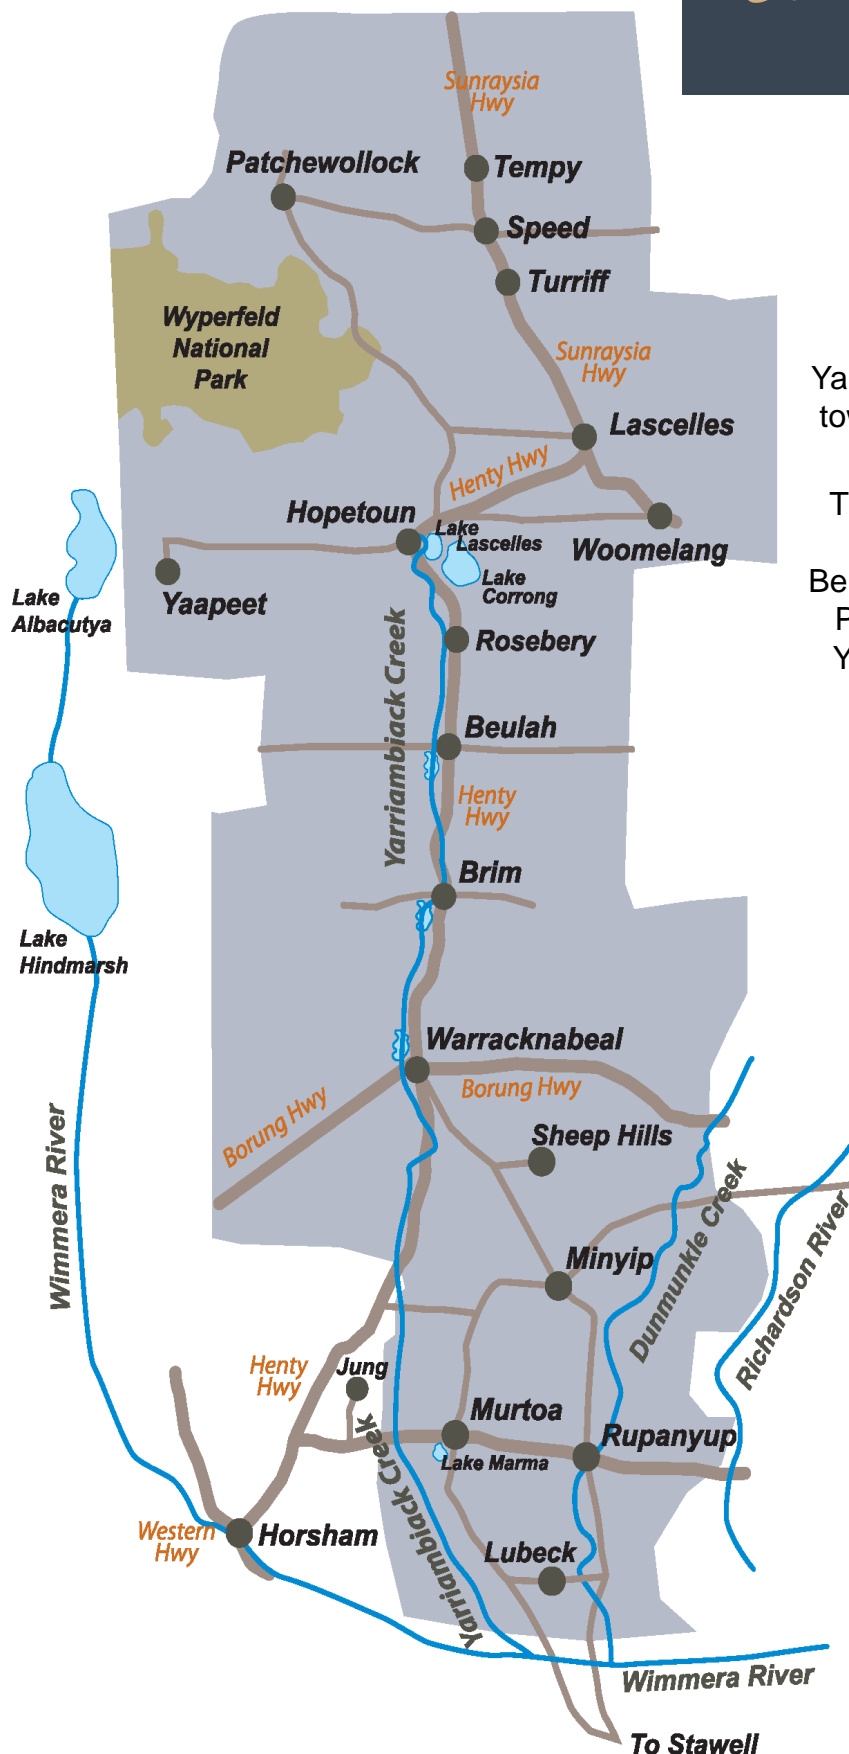 Sunraysia
Hwy
Patchewollock
Tempy
Speed
Turriff
Wyperfeld
National
Park
Sunraysia
Hwy
Lascelles
Henty Hwy
Hopetoun
Lake
Lascelles
Woomelang
Lake
Corrong
Yaapeet
Lake
Albacutya
Rosebery
Yarriambiack Creek
Beulah
Henty
Hwy
Brim
Lake
Hindmarsh
Warracknabeal
Borung Hwy
Borung Hwy
Sheep Hills
Wimmera River
Dunmunkle Creek
Richardson River
Minyip
Henty
Hwy
Jung
Murtoa
Rupanyup
Lake Marma
Yarriambiack Creek
Western
Hwy
Horsham
Lubeck
Wimmera River
To Stawell
Ya
tow
T
Be
P
Y